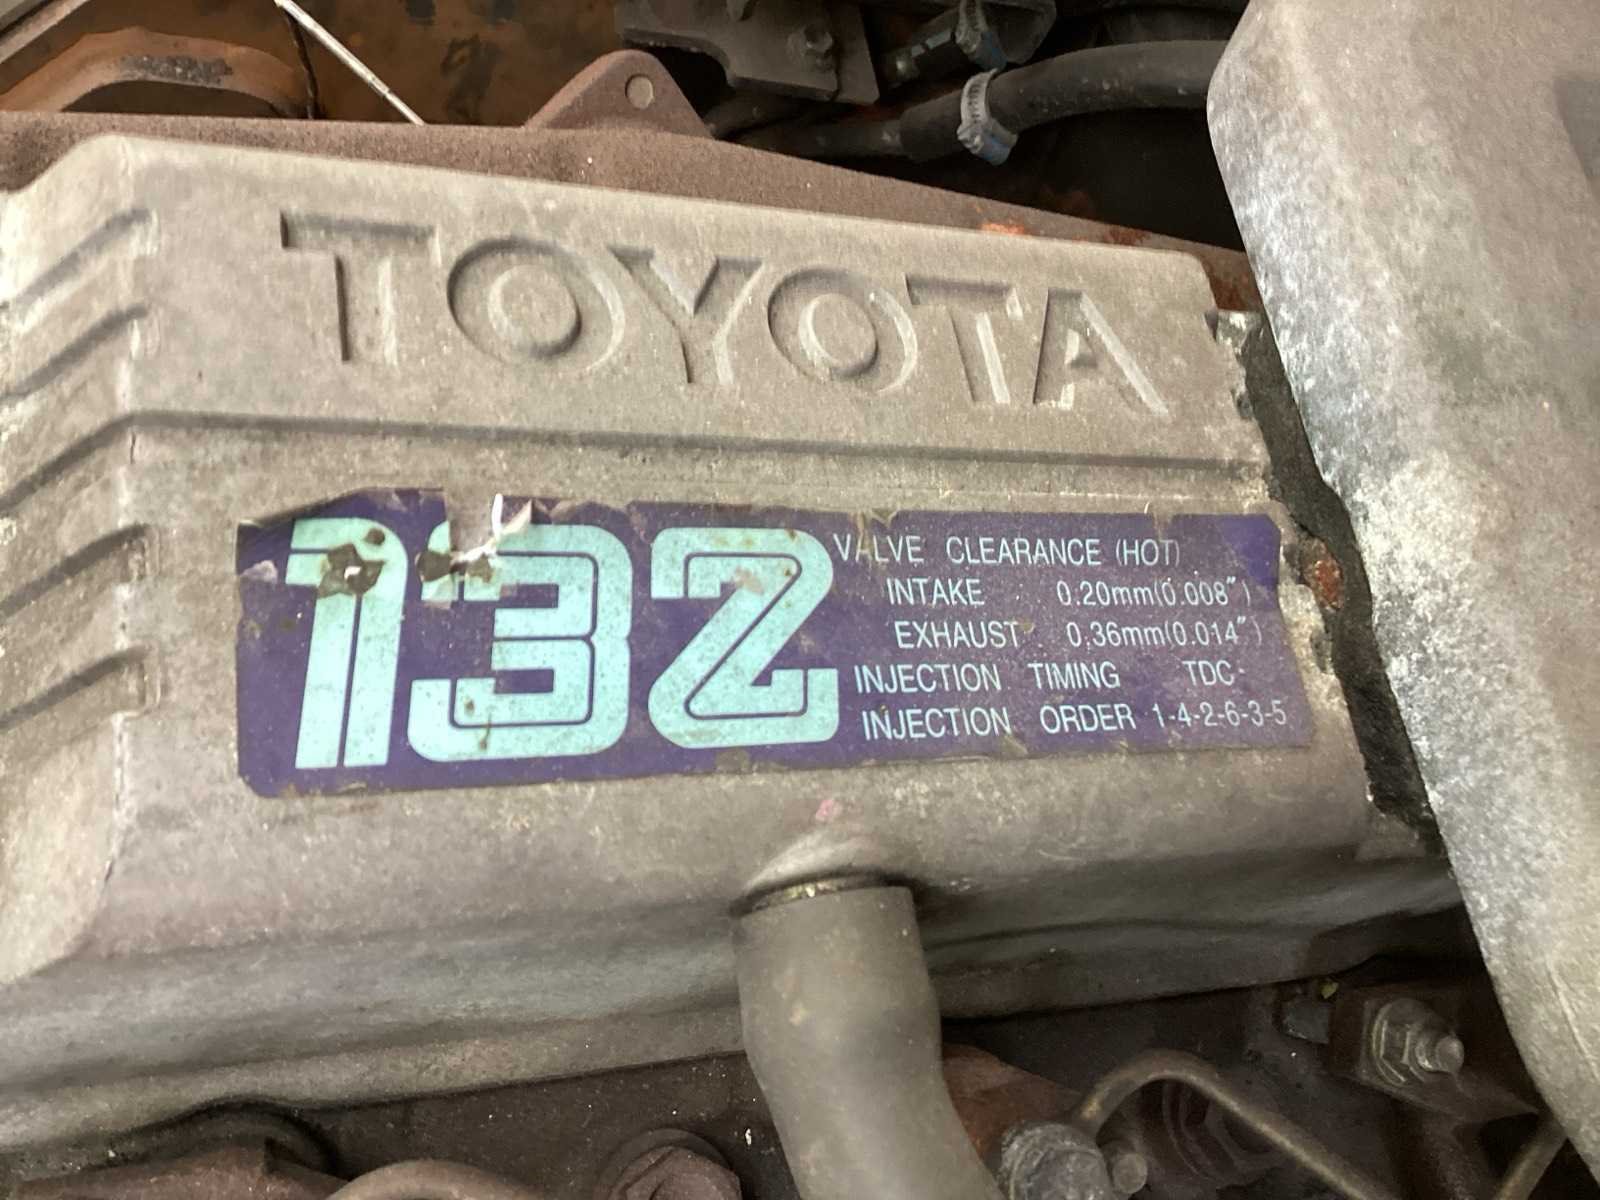 TOYOTA
13Z
VALVE CLEARANCE (HOT)
INTAKE 0.20mm(0.008″)
EXHAUST 0.36mm(0.014″)
INJECTION TIMING TDC
INJECTION ORDER 1-4-2-6-3-5